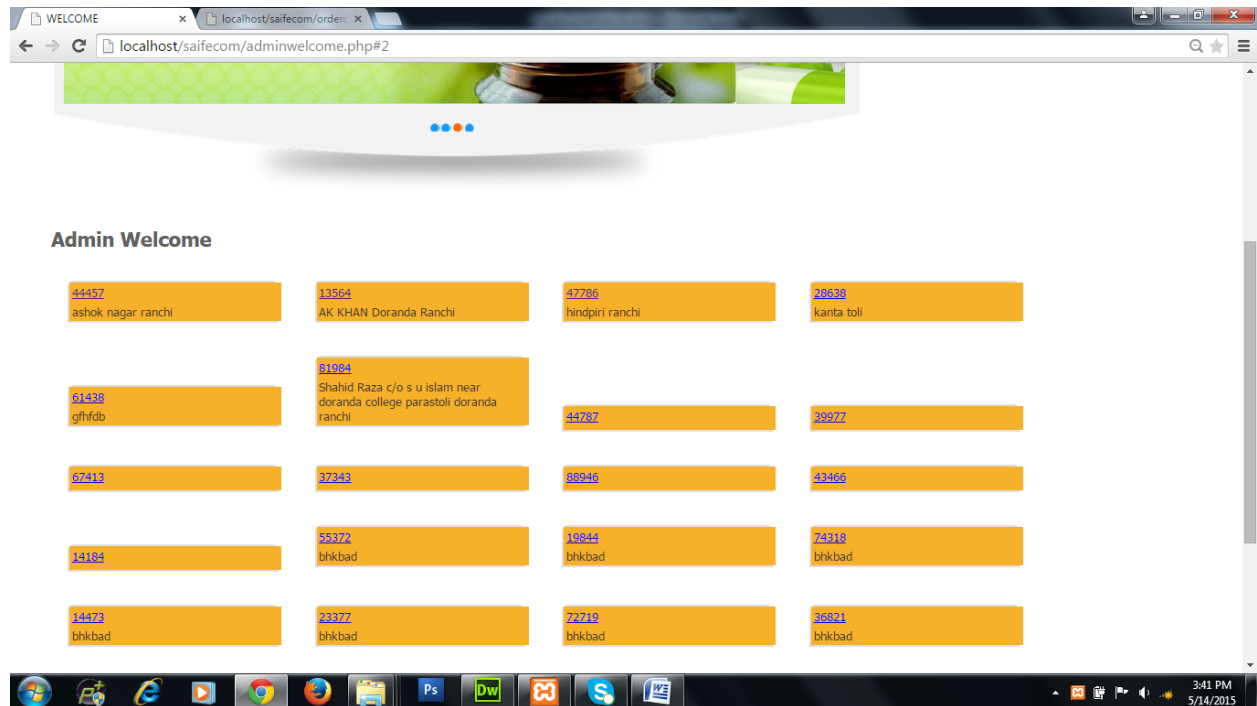 WELCOME
localhost/saifecom/orderc
localhost/saifecom/adminwelcome.php#2
Admin Welcome
44457
ashok nagar ranchi
13564
AK KHAN Doranda Ranchi
47786
hindpiri ranchi
28638
kanta toli
61438
gfhfdb
81984
Shahid Raza c/o s u islam near
doranda college parastoli doranda
ranchi
44787
39977
67413
37343
88946
43466
14184
55372
bhkbad
19844
bhkbad
74318
bhkbad
14473
bhkbad
23377
bhkbad
72719
bhkbad
36821
bhkbad
Ps
Dw
S
W
3:41 PM
5/14/2015